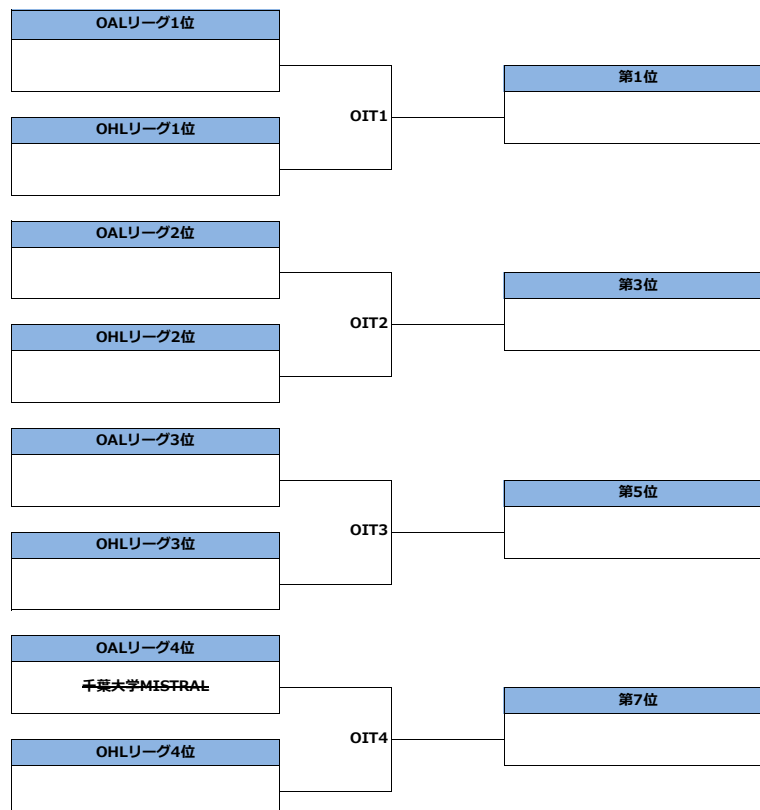 OALリーグ1位
OIT1
第1位
OHLリーグ1位
OALリーグ2位
OIT2
第3位
OHLリーグ2位
OALリーグ3位
OIT3
第5位
OHLリーグ3位
OALリーグ4位
千葉大学MISTRAL
OIT4
第7位
OHLリーグ4位